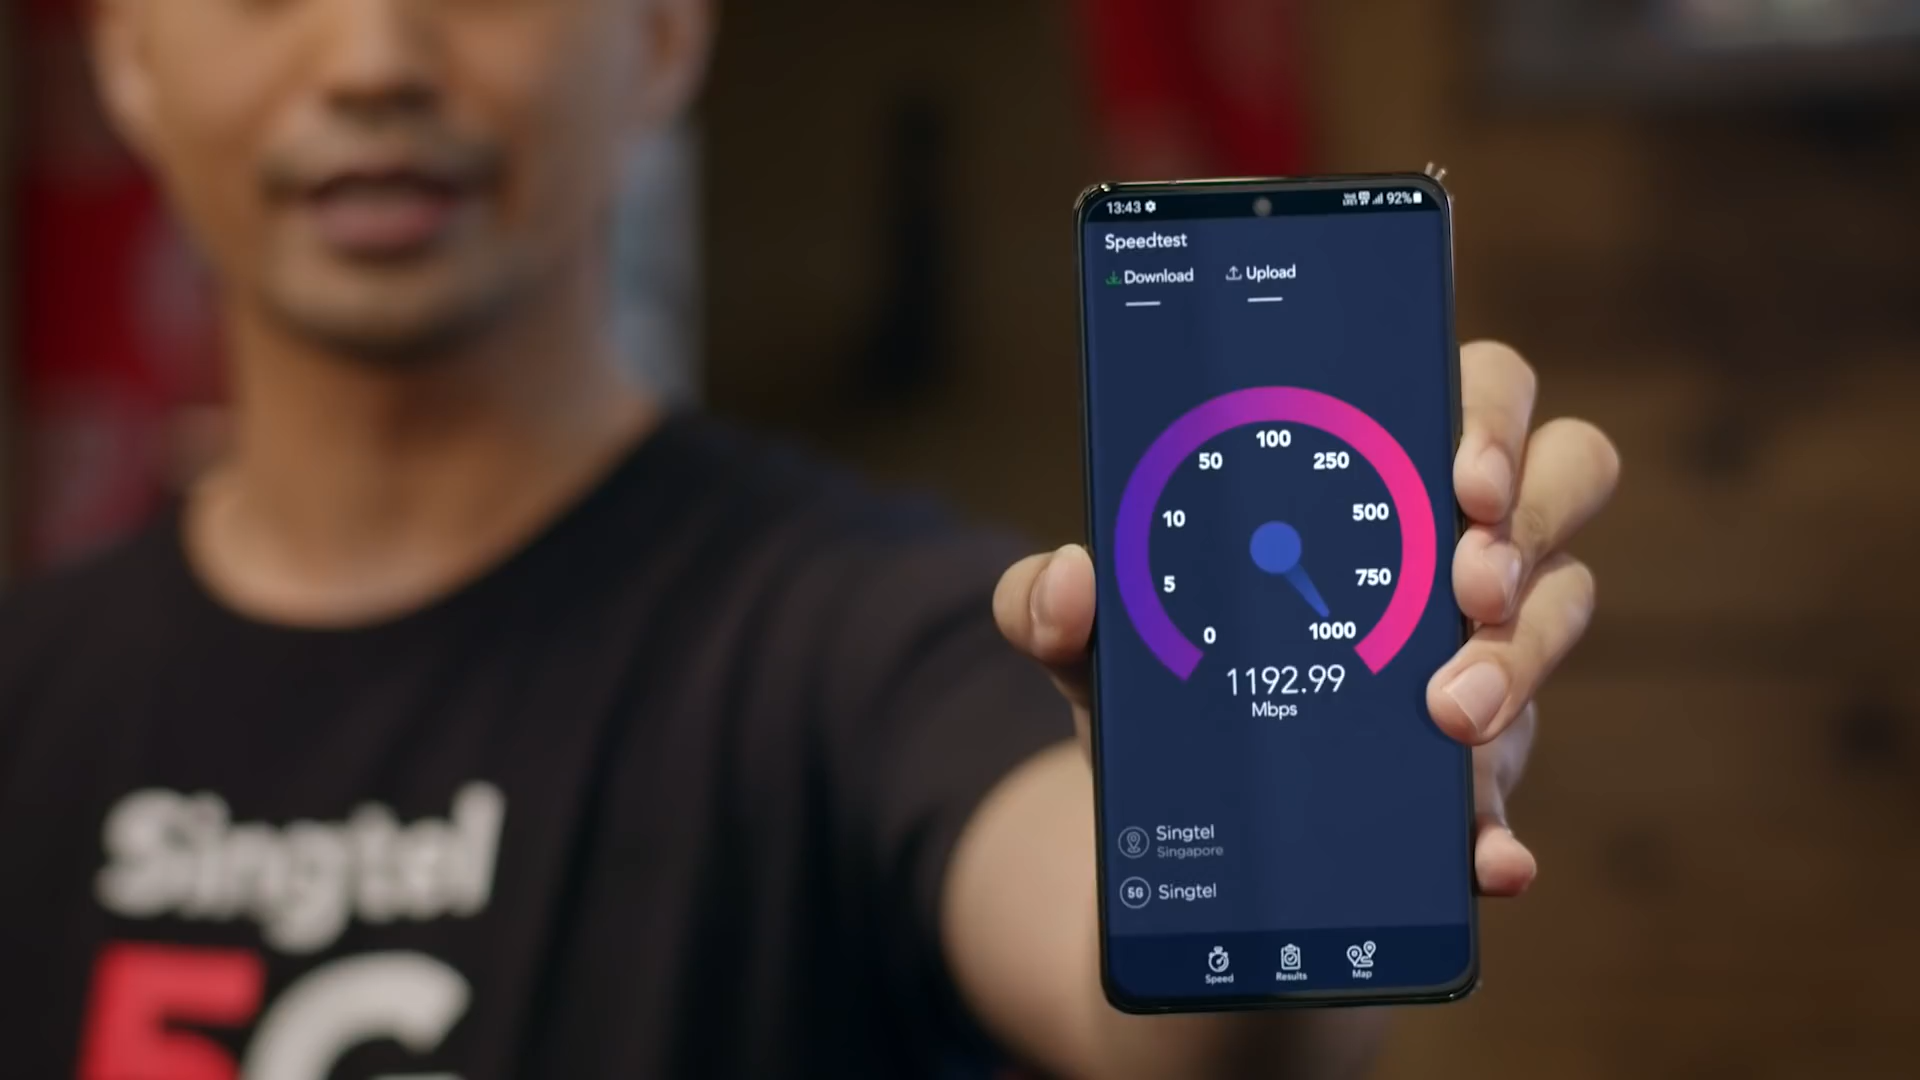 13:43
92%
Speedtest
Download
Upload
100
50
250
10
500
5
750
0
1000
1192.99
Mbps
Singtel
Singapore
5G
Singtel
Speed
Results
Map
Singtel
5G